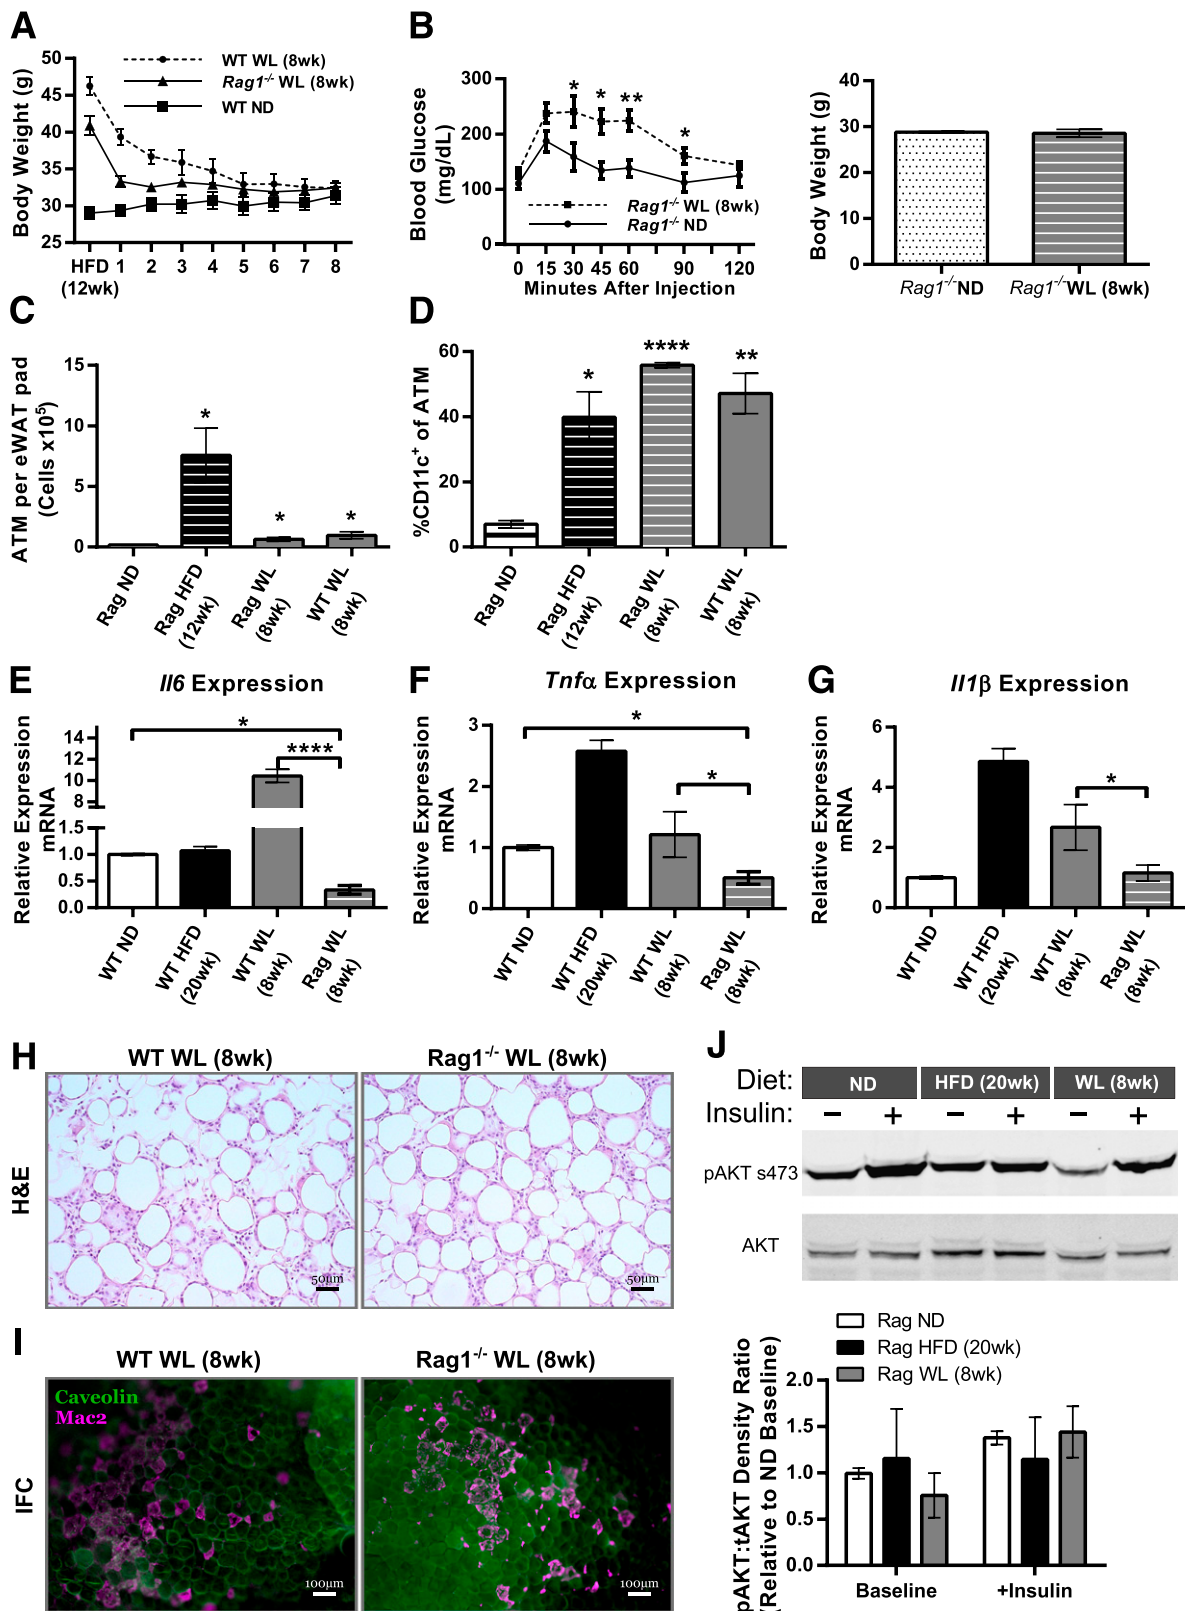 A
Body Weight (g)
50
45
40
35
30
25
WT WL (8wk)
Rag1-/- WL (8wk)
WT ND
HFD 1 2 3 4 5 6 7 8
(12wk)
B
Blood Glucose
(mg/dL)
300
200
100
0
* * ** *
Rag1-/- WL (8wk)
Rag1-/- ND
0 15 30 45 60 90 120
Minutes After Injection
Body Weight (g)
40
30
20
10
0
Rag1-/-ND Rag1-/-WL (8wk)
C
ATM per eWAT pad
(Cells x10⁵)
15
10
5
0
* * *
Rag ND
Rag HFD
(12wk)
Rag WL
(8wk)
WT WL
(8wk)
D
%CD11c⁺ of ATM
60
40
20
0
* **** **
Rag ND
Rag HFD
(12wk)
Rag WL
(8wk)
WT WL
(8wk)
E
Il6 Expression
Relative Expression
mRNA
14
12
10
8
6
4
2
1.5
1.0
0.5
0.0
*
****
WT ND
WT HFD
(20wk)
WT WL
(8wk)
Rag WL
(8wk)
F
Tnfα Expression
Relative Expression
mRNA
3
2
1
0
*
*
WT ND
WT HFD
(20wk)
WT WL
(8wk)
Rag WL
(8wk)
G
Il1β Expression
Relative Expression
mRNA
6
4
2
0
*
WT ND
WT HFD
(20wk)
WT WL
(8wk)
Rag WL
(8wk)
H
WT WL (8wk) Rag1-/- WL (8wk)
H&E
50µm 50µm
I
WT WL (8wk) Rag1-/- WL (8wk)
IFC
Caveolin
Mac2
100µm 100µm
J
Diet: ND HFD (20wk) WL (8wk)
Insulin: − + − + − +
pAKT s473
AKT
Rag ND
Rag HFD (20wk)
Rag WL (8wk)
pAKT:tAKT Density Ratio
(Relative to ND Baseline)
2.0
1.5
1.0
0.5
0.0
Baseline +Insulin